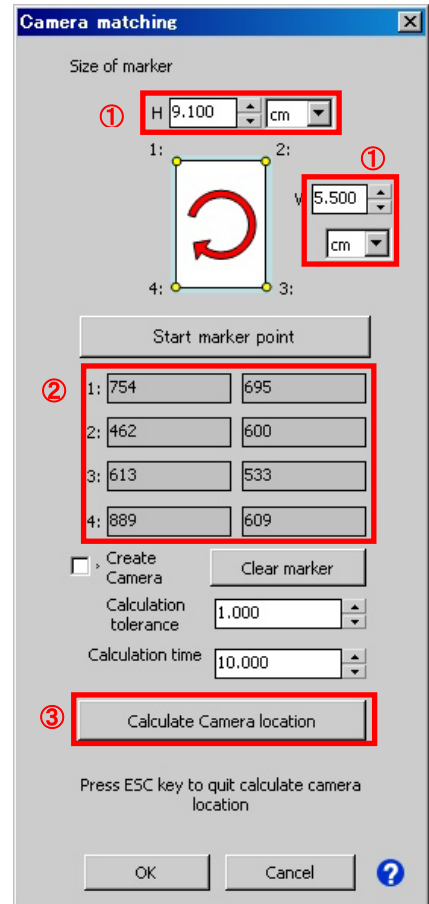 Camera matching
Size of marker
① H 9.100 cm
1: 2:
①
V 5.500
cm
4: 3:
Start marker point
②
1: 754 695
2: 462 600
3: 613 533
4: 889 609
Create
Camera
Clear marker
Calculation
tolerance
1.000
Calculation time 10.000
③ Calculate Camera location
Press ESC key to quit calculate camera
location
OK Cancel ?